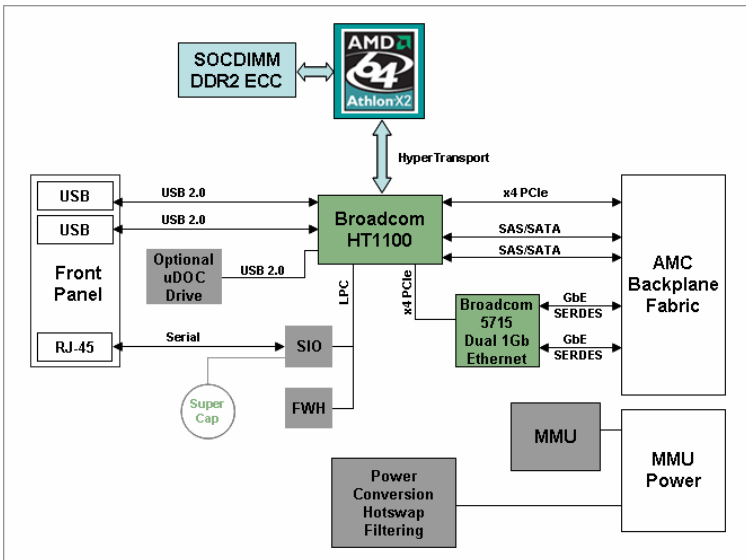 SOCDIMM
DDR2 ECC
AMD
64
Athlon X2
HyperTransport
USB
USB 2.0
USB
USB 2.0
Front
Panel
RJ-45
Optional
uDOC
Drive
USB 2.0
Broadcom
HT1100
x4 PCIe
SAS/SATA
SAS/SATA
AMC
Backplane
Fabric
LPC
x4 PCIe
Broadcom
5715
Dual 1Gb
Ethernet
GbE
SERDES
GbE
SERDES
Serial
SIO
Super
Cap
FWH
MMU
MMU
Power
Power
Conversion
Hotswap
Filtering